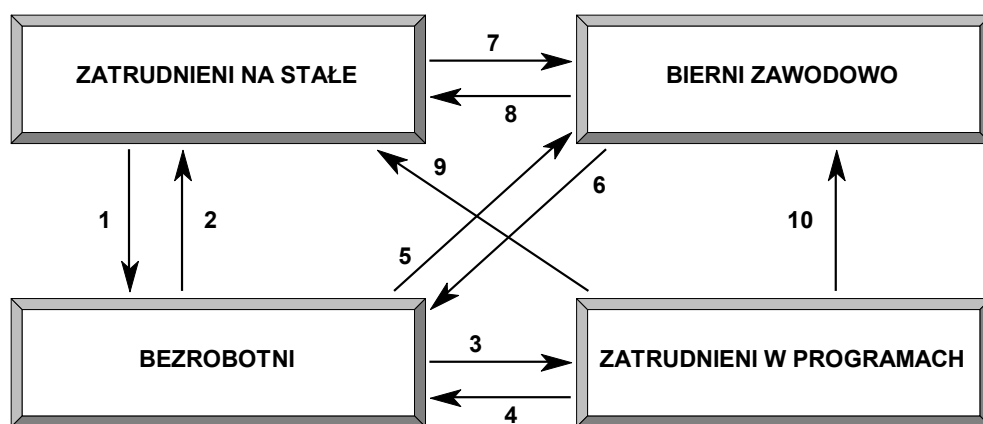 ZATRUDNIENI NA STAŁE
7
BIERNI ZAWODOWO
8
9
6
1
2
5
10
BEZROBOTNI
3
ZATRUDNIENI W PROGRAMACH
4